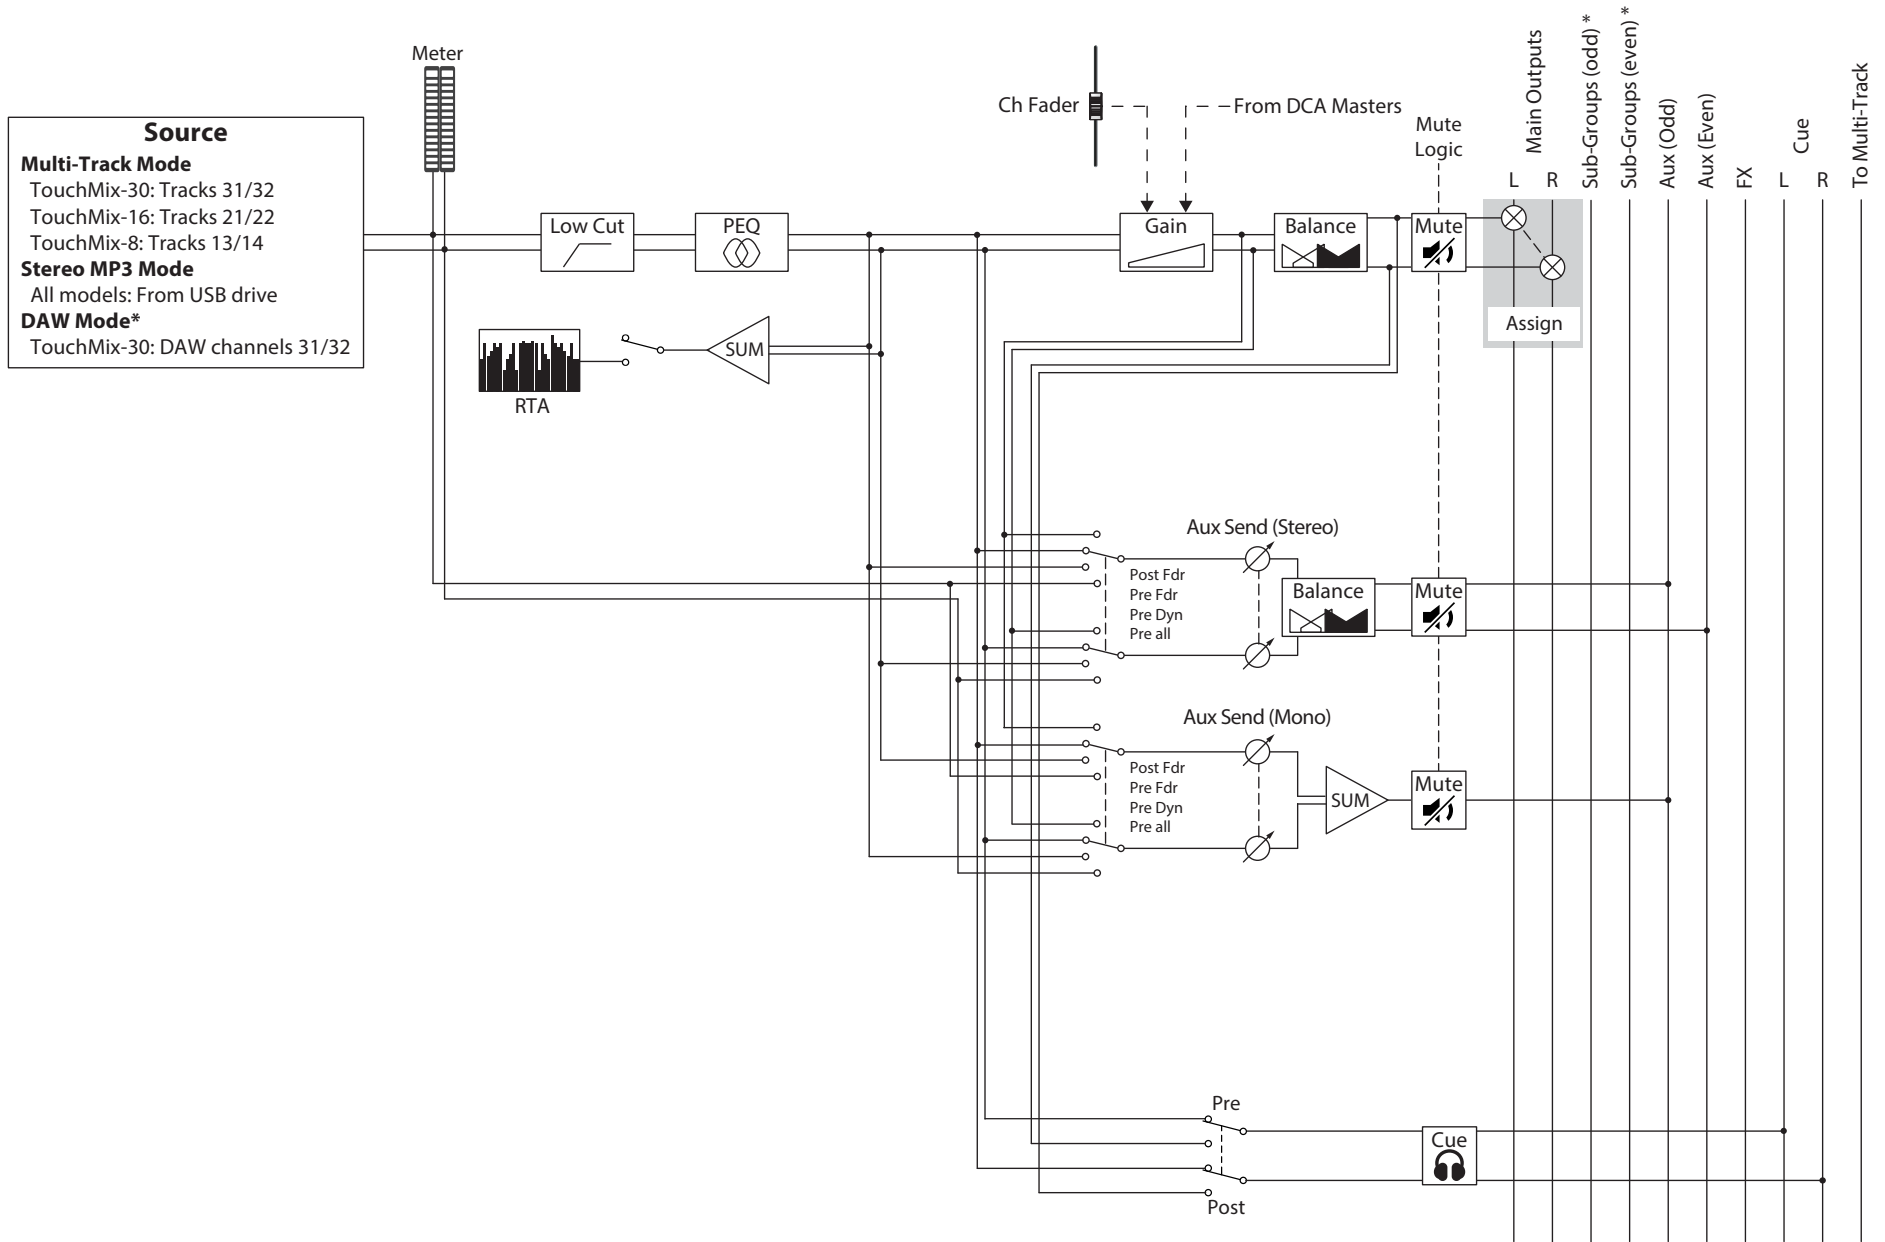 Meter
Source
Multi-Track Mode
TouchMix-30: Tracks 31/32
TouchMix-16: Tracks 21/22
TouchMix-8: Tracks 13/14
Stereo MP3 Mode
All models: From USB drive
DAW Mode*
TouchMix-30: DAW channels 31/32
Low Cut
PEQ
SUM
RTA
Ch Fader
From DCA Masters
Gain
Balance
Mute
Logic
Mute
Main Outputs
L
R
Sub-Groups (odd) *
Sub-Groups (even) *
Aux (Odd)
Aux (Even)
FX
Cue
L
R
To Multi-Track
Assign
Aux Send (Stereo)
Post Fdr
Pre Fdr
Pre Dyn
Pre all
Balance
Mute
Aux Send (Mono)
Post Fdr
Pre Fdr
Pre Dyn
Pre all
SUM
Mute
Pre
Post
Cue